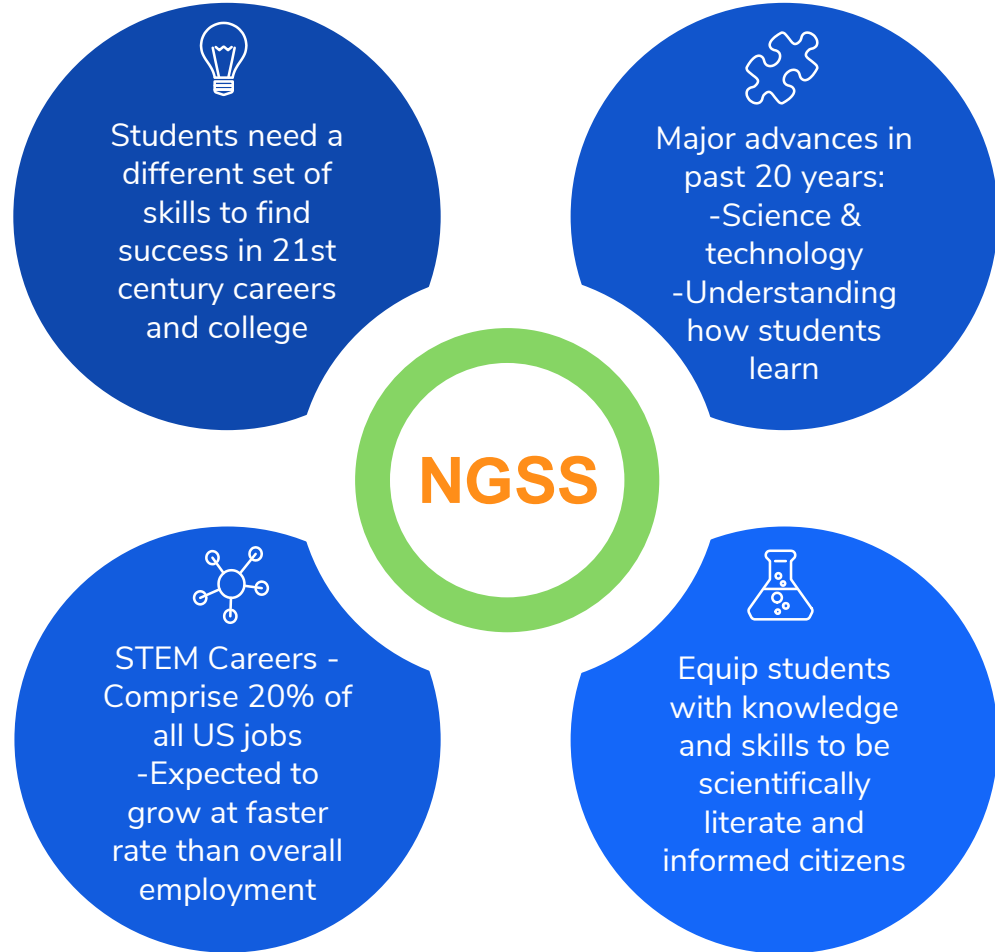 Students need a
different set of
skills to find
success in 21st
century careers
and college
Major advances in
past 20 years:
-Science &
technology
-Understanding
how students
learn
NGSS
STEM Careers -
Comprise 20% of
all US jobs
-Expected to
grow at faster
rate than overall
employment
Equip students
with knowledge
and skills to be
scientifically
literate and
informed citizens